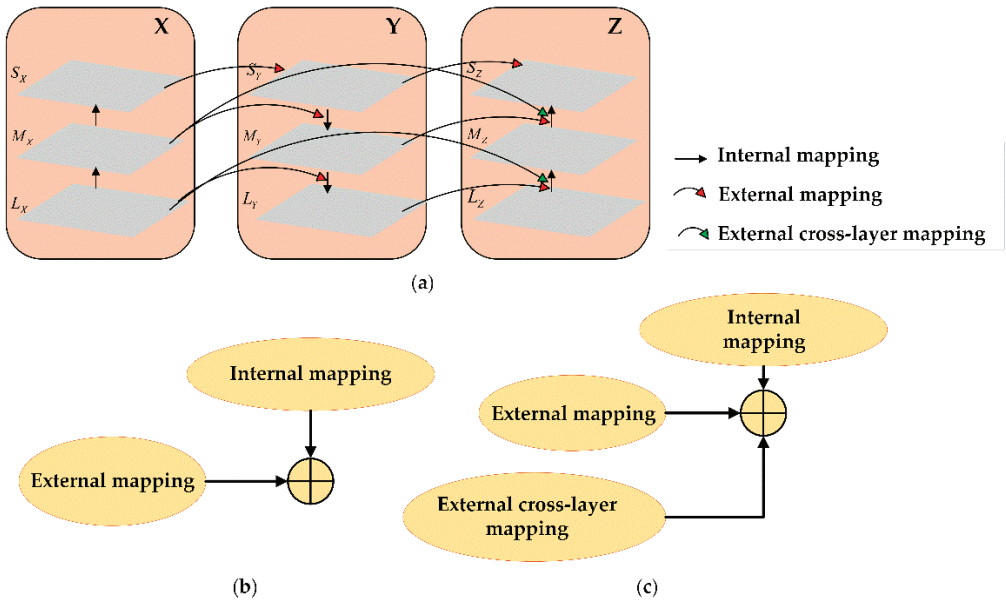 X Y Z
S_X S_Y S_Z
M_X M_Y M_Z
L_X L_Y L_Z
Internal mapping
External mapping
External cross-layer mapping
(a)
Internal mapping
External mapping
(b)
Internal
mapping
External mapping
External cross-layer
mapping
(c)